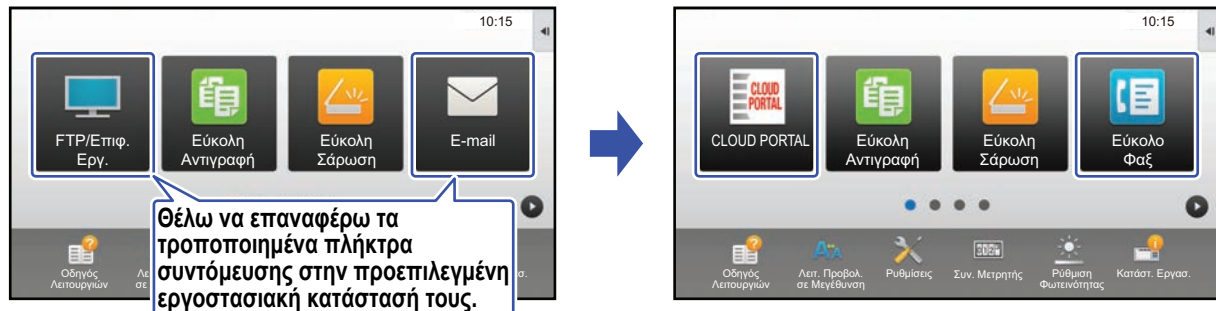 10:15
FTP/Επιφ.
Εργ.
Εύκολη
Αντιγραφή
Εύκολη
Σάρωση
E-mail
Θέλω να επαναφέρω τα
τροποποιημένα πλήκτρα
συντόμευσης στην προεπιλεγμένη
εργοστασιακή κατάστασή τους.
Οδηγός
Λειτουργιών
10:15
CLOUD
PORTAL
CLOUD PORTAL
Εύκολη
Αντιγραφή
Εύκολη
Σάρωση
Εύκολο
Φαξ
Οδηγός
Λειτουργιών
Λειτ. Προβολ.
σε Μεγέθυνση
Ρυθμίσεις
Συν. Μετρητής
Ρύθμιση
Φωτεινότητας
Κατάστ. Εργασ.